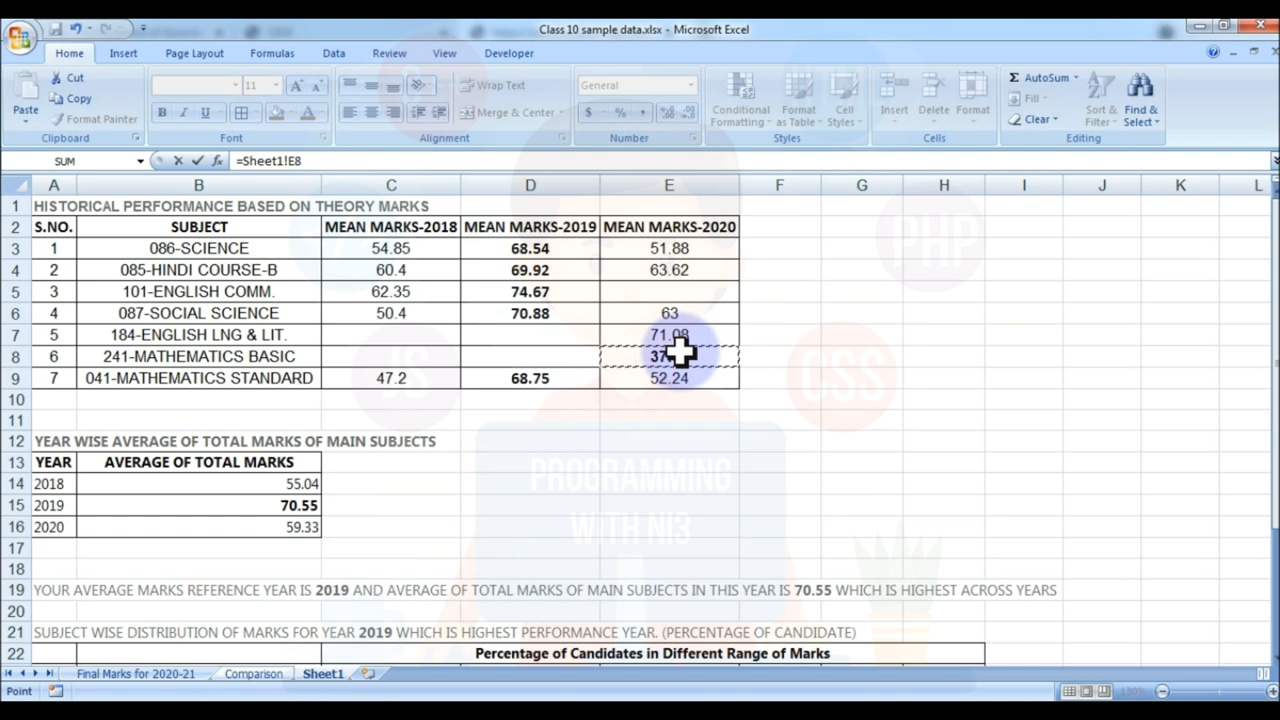 Class 10 sample data.xlsx - Microsoft Excel
Home Insert Page Layout Formulas Data Review View Developer
Paste Cut Copy Format Painter 11 Wrap Text Merge & Center General $ % , Conditional Formatting Format as Table Cell Styles Insert Delete Format Σ AutoSum Fill Clear Sort & Filter Find & Select
Clipboard Font Alignment Number Styles Cells Editing
SUM fx =Sheet1!E8
A B C D E F G H I J K L
1 HISTORICAL PERFORMANCE BASED ON THEORY MARKS
2 S.NO. SUBJECT MEAN MARKS-2018 MEAN MARKS-2019 MEAN MARKS-2020
3 1 086-SCIENCE 54.85 68.54 51.88
4 2 085-HINDI COURSE-B 60.4 69.92 63.62
5 3 101-ENGLISH COMM. 62.35 74.67
6 4 087-SOCIAL SCIENCE 50.4 70.88 63
7 5 184-ENGLISH LNG & LIT. 71.08
8 6 241-MATHEMATICS BASIC
9 7 041-MATHEMATICS STANDARD 47.2 68.75 52.24
10
11
12 YEAR WISE AVERAGE OF TOTAL MARKS OF MAIN SUBJECTS
13 YEAR AVERAGE OF TOTAL MARKS
14 2018 55.04
15 2019 70.55
16 2020 59.33
17
18
19 YOUR AVERAGE MARKS REFERENCE YEAR IS 2019 AND AVERAGE OF TOTAL MARKS OF MAIN SUBJECTS IN THIS YEAR IS 70.55 WHICH IS HIGHEST ACROSS YEARS
20
21 SUBJECT WISE DISTRIBUTION OF MARKS FOR YEAR 2019 WHICH IS HIGHEST PERFORMANCE YEAR. (PERCENTAGE OF CANDIDATE)
22 Percentage of Candidates in Different Range of Marks
Final Marks for 2020-21 Comparison Sheet1
Point 130%
PHP
JS
CSS
PROGRAMMING
WITH NI3